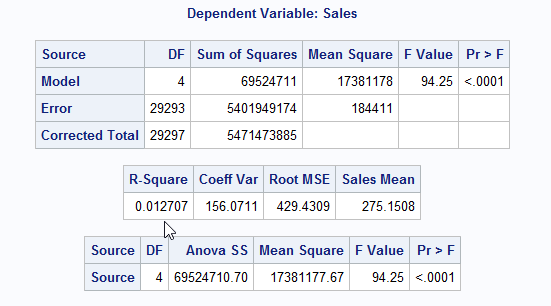 Dependent Variable: Sales
Source DF Sum of Squares Mean Square F Value Pr > F
Model 4 69524711 17381178 94.25 <.0001
Error 29293 5401949174 184411
Corrected Total 29297 5471473885
R-Square Coeff Var Root MSE Sales Mean
0.012707 156.0711 429.4309 275.1508
Source DF Anova SS Mean Square F Value Pr > F
Source 4 69524710.70 17381177.67 94.25 <.0001